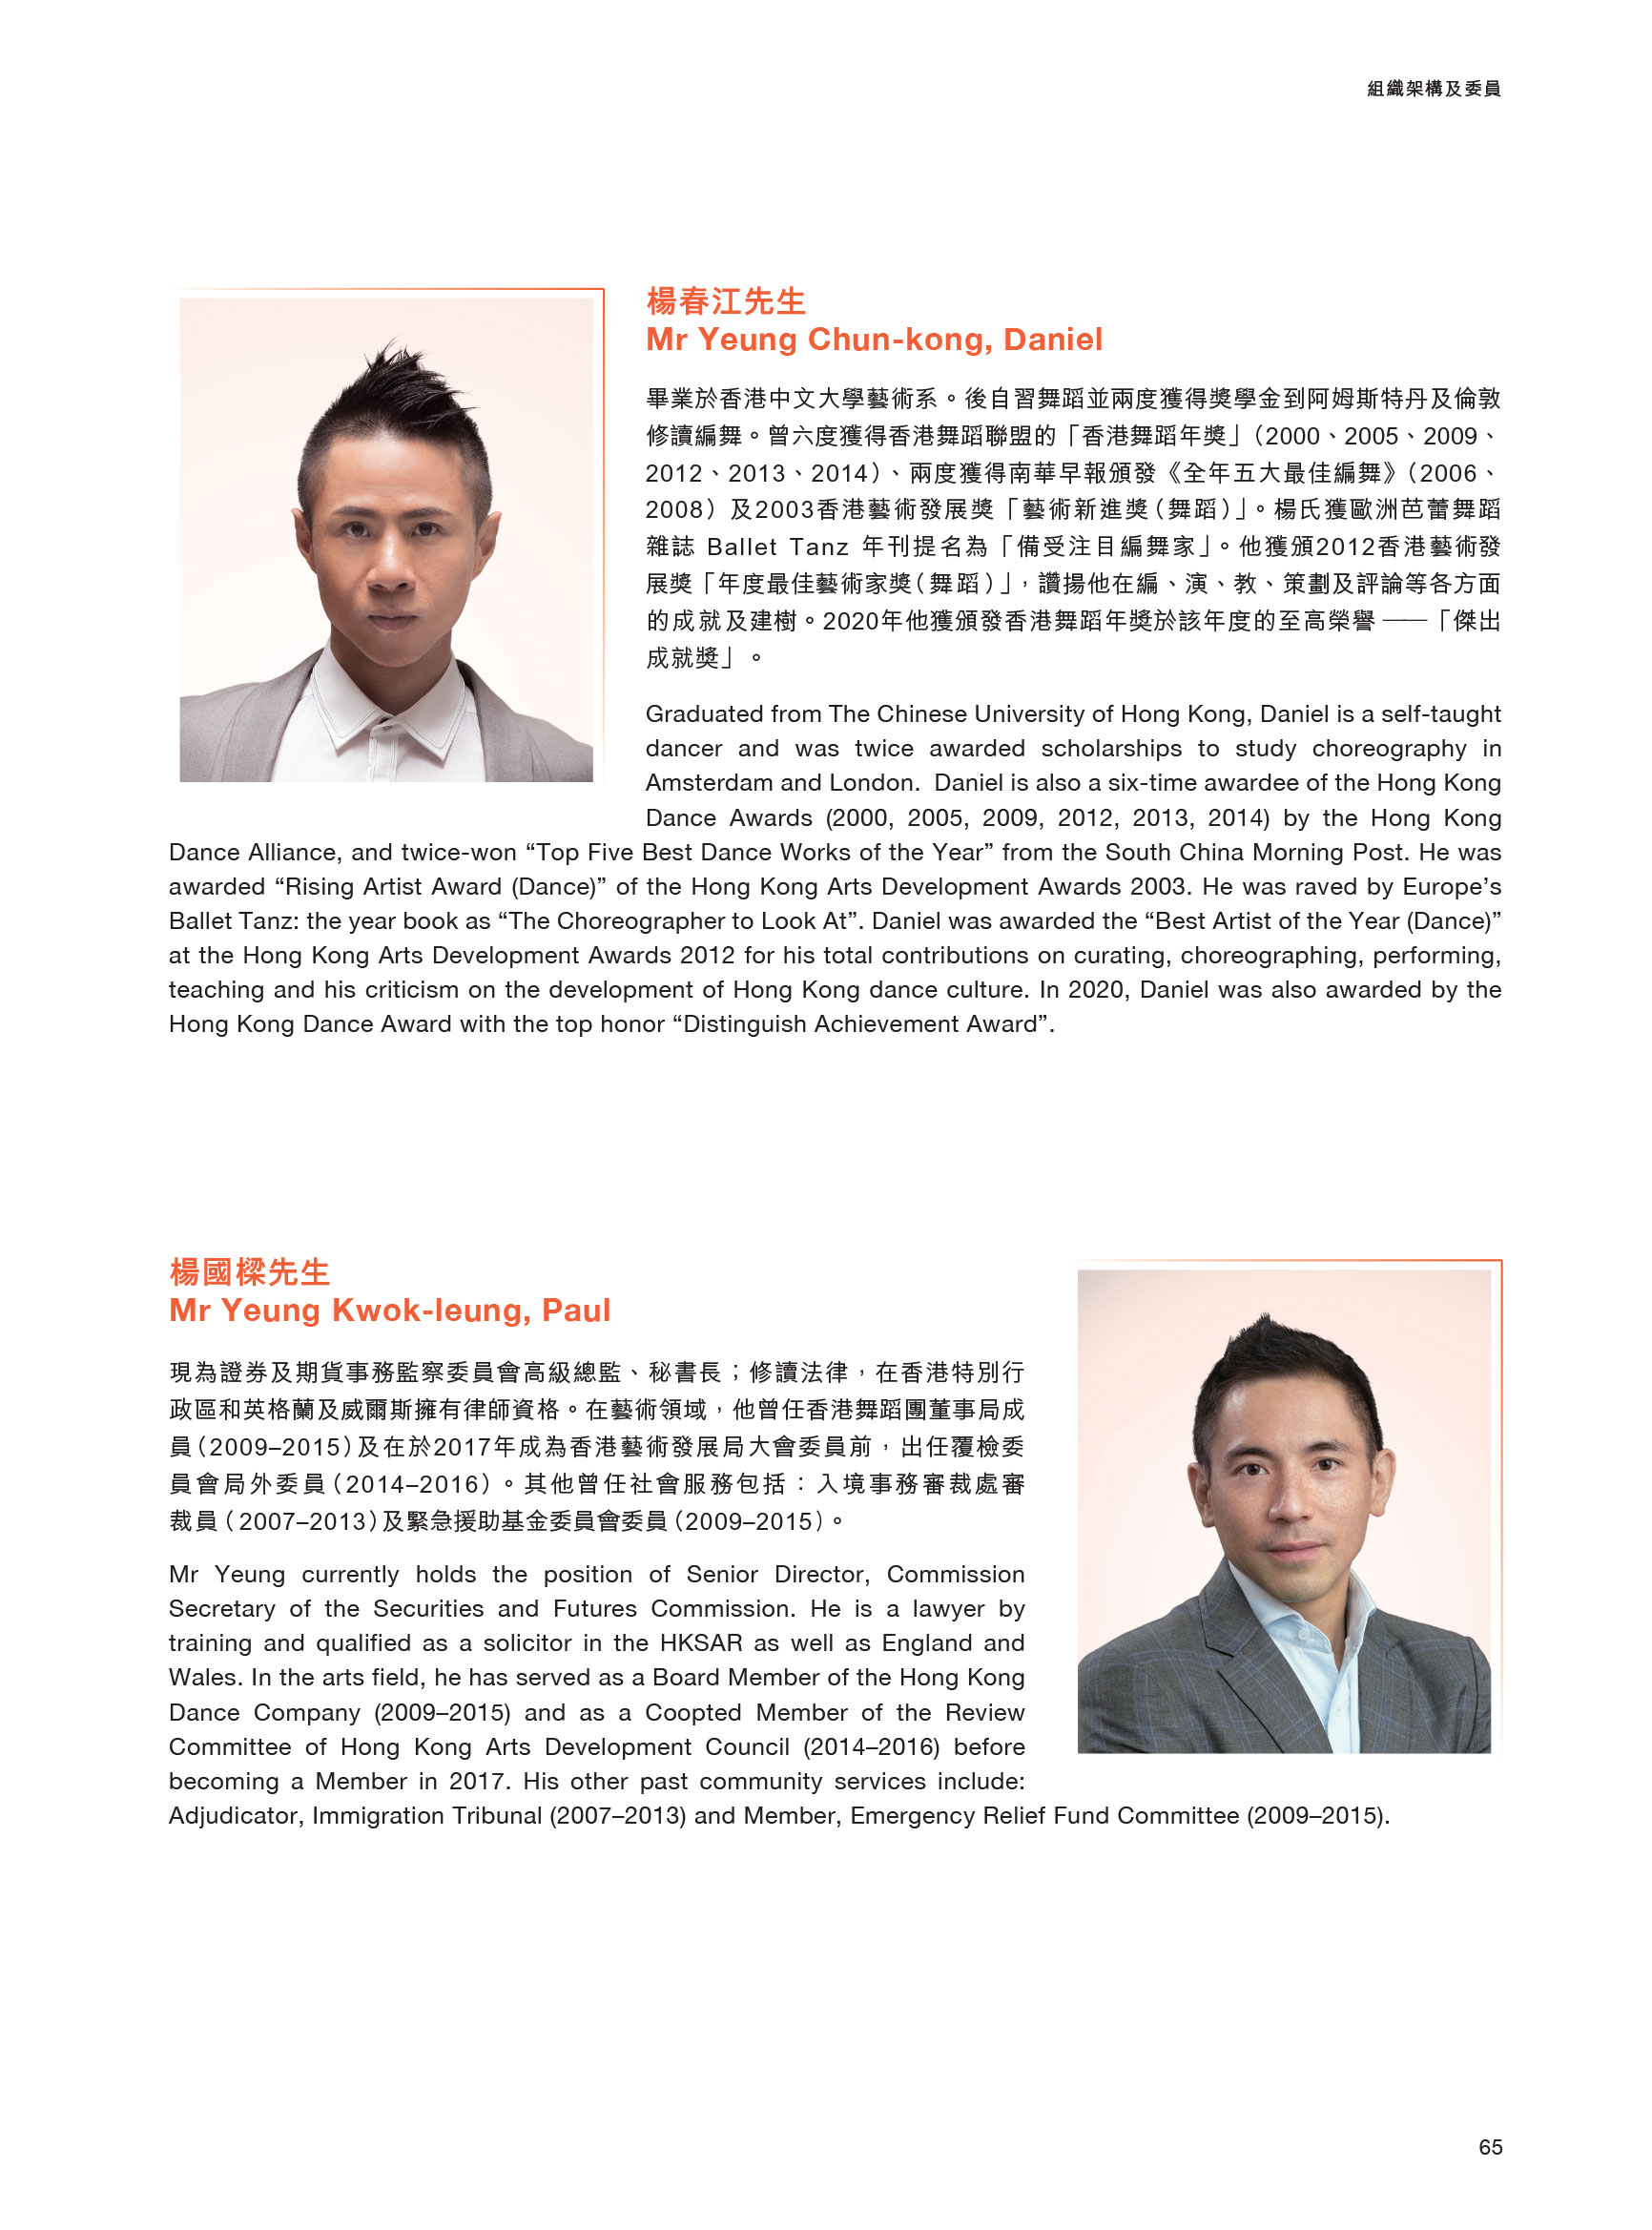 組織架構及委員
楊春江先生
Mr Yeung Chun-kong, Daniel
畢業於香港中文大學藝術系。後自習舞蹈並兩度獲得獎學金到阿姆斯特丹及倫敦
修讀編舞。曾六度獲得香港舞蹈聯盟的「香港舞蹈年獎」（2000、2005、2009、
2012、2013、2014）、兩度獲得南華早報頒發《全年五大最佳編舞》（2006、
2008）及2003香港藝術發展獎「藝術新進獎（舞蹈）」。楊氏獲歐洲芭蕾舞蹈
雜誌 Ballet Tanz 年刊提名為「備受注目編舞家」。他獲頒2012香港藝術發
展獎「年度最佳藝術家獎（舞蹈）」，讚揚他在編、演、教、策劃及評論等各方面
的成就及建樹。2020年他獲頒發香港舞蹈年獎於該年度的至高榮譽 ——「傑出
成就獎」。
Graduated from The Chinese University of Hong Kong, Daniel is a self-taught
dancer and was twice awarded scholarships to study choreography in
Amsterdam and London.  Daniel is also a six-time awardee of the Hong Kong
Dance Awards (2000, 2005, 2009, 2012, 2013, 2014) by the Hong Kong
Dance Alliance, and twice-won “Top Five Best Dance Works of the Year” from the South China Morning Post. He was
awarded “Rising Artist Award (Dance)” of the Hong Kong Arts Development Awards 2003. He was raved by Europe’s
Ballet Tanz: the year book as “The Choreographer to Look At”. Daniel was awarded the “Best Artist of the Year (Dance)”
at the Hong Kong Arts Development Awards 2012 for his total contributions on curating, choreographing, performing,
teaching and his criticism on the development of Hong Kong dance culture. In 2020, Daniel was also awarded by the
Hong Kong Dance Award with the top honor “Distinguish Achievement Award”.
楊國樑先生
Mr Yeung Kwok-leung, Paul
現為證券及期貨事務監察委員會高級總監、秘書長；修讀法律，在香港特別行
政區和英格蘭及威爾斯擁有律師資格。在藝術領域，他曾任香港舞蹈團董事局成
員（2009–2015）及在於2017年成為香港藝術發展局大會委員前，出任覆檢委
員會局外委員（2014–2016）。其他曾任社會服務包括：入境事務審裁處審
裁員（2007–2013）及緊急援助基金委員會委員（2009–2015）。
Mr Yeung currently holds the position of Senior Director, Commission
Secretary of the Securities and Futures Commission. He is a lawyer by
training and qualified as a solicitor in the HKSAR as well as England and
Wales. In the arts field, he has served as a Board Member of the Hong Kong
Dance Company (2009–2015) and as a Coopted Member of the Review
Committee of Hong Kong Arts Development Council (2014–2016) before
becoming a Member in 2017. His other past community services include:
Adjudicator, Immigration Tribunal (2007–2013) and Member, Emergency Relief Fund Committee (2009–2015).
65